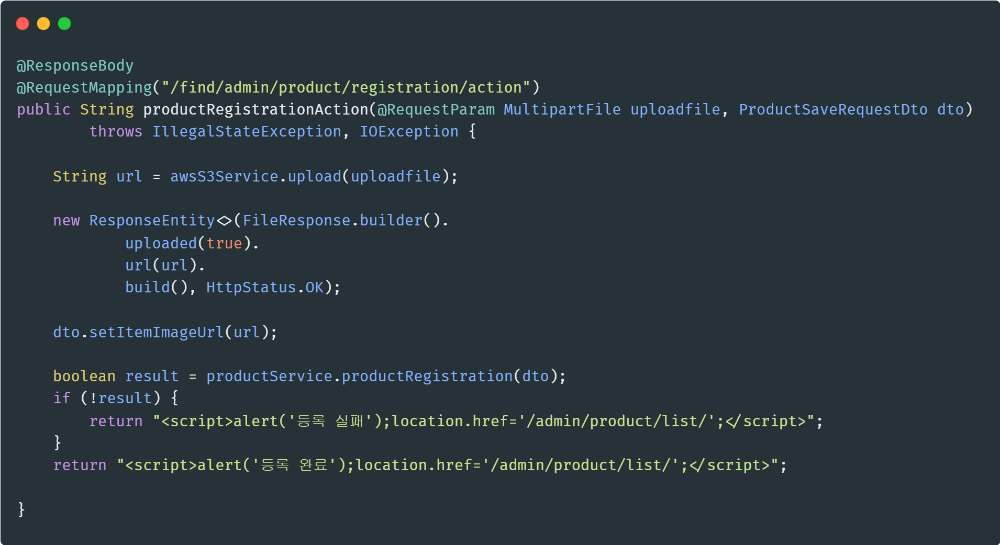 @ResponseBody
@RequestMapping("/find/admin/product/registration/action")
public String productRegistrationAction(@RequestParam MultipartFile uploadfile, ProductSaveRequestDto dto)
        throws IllegalStateException, IOException {
    String url = awsS3Service.upload(uploadfile);
    new ResponseEntity<>(FileResponse.builder().
            uploaded(true).
            url(url).
            build(), HttpStatus.OK);
    dto.setItemImageUrl(url);
    boolean result = productService.productRegistration(dto);
    if (!result) {
        return "<script>alert('등록 실패');location.href='/admin/product/list/';</script>";
    }
    return "<script>alert('등록 완료');location.href='/admin/product/list/';</script>";
}